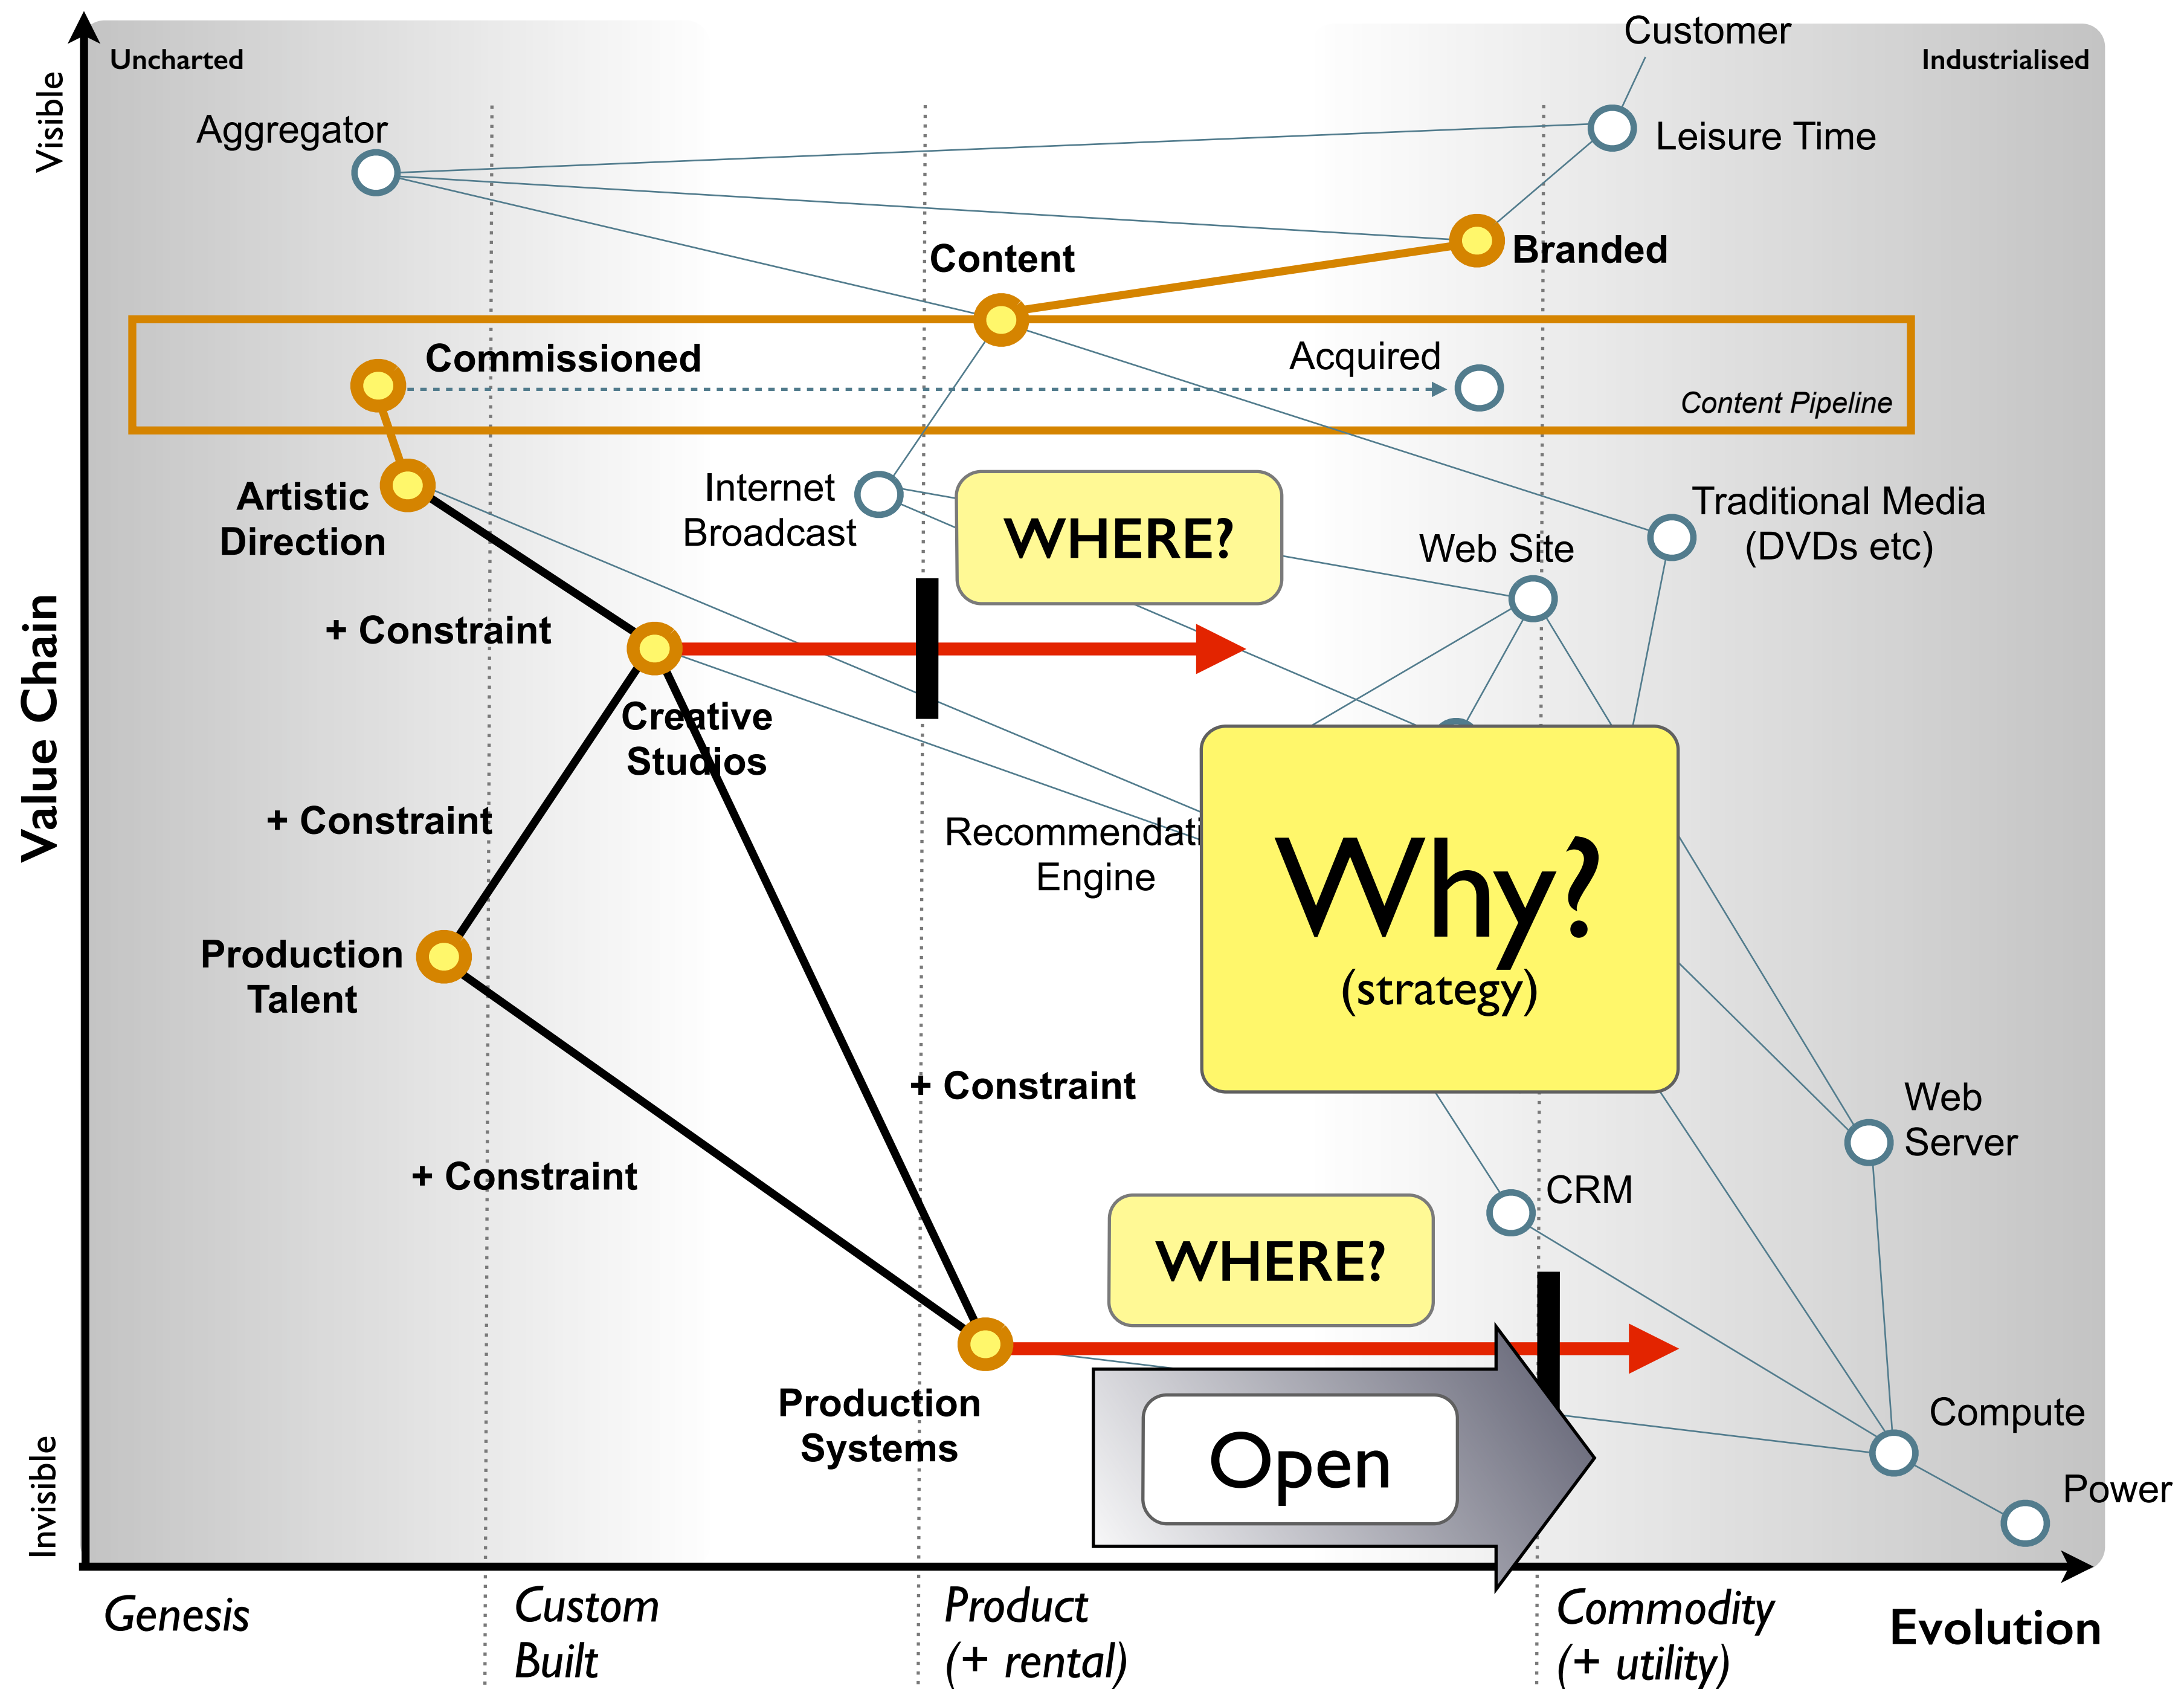 Customer
Uncharted
Industrialised
Visible
Aggregator
Leisure Time
Content
Branded
Commissioned
Acquired
Content Pipeline
Artistic
Direction
Internet
Broadcast
WHERE?
Traditional Media
(DVDs etc)
Web Site
+ Constraint
Value Chain
Creative
Studios
+ Constraint
Recommendati
Engine
Why?
(strategy)
Production
Talent
+ Constraint
Web
Server
+ Constraint
CRM
WHERE?
Production
Systems
Open
Compute
Power
Invisible
Genesis
Custom
Built
Product
(+ rental)
Commodity
(+ utility)
Evolution